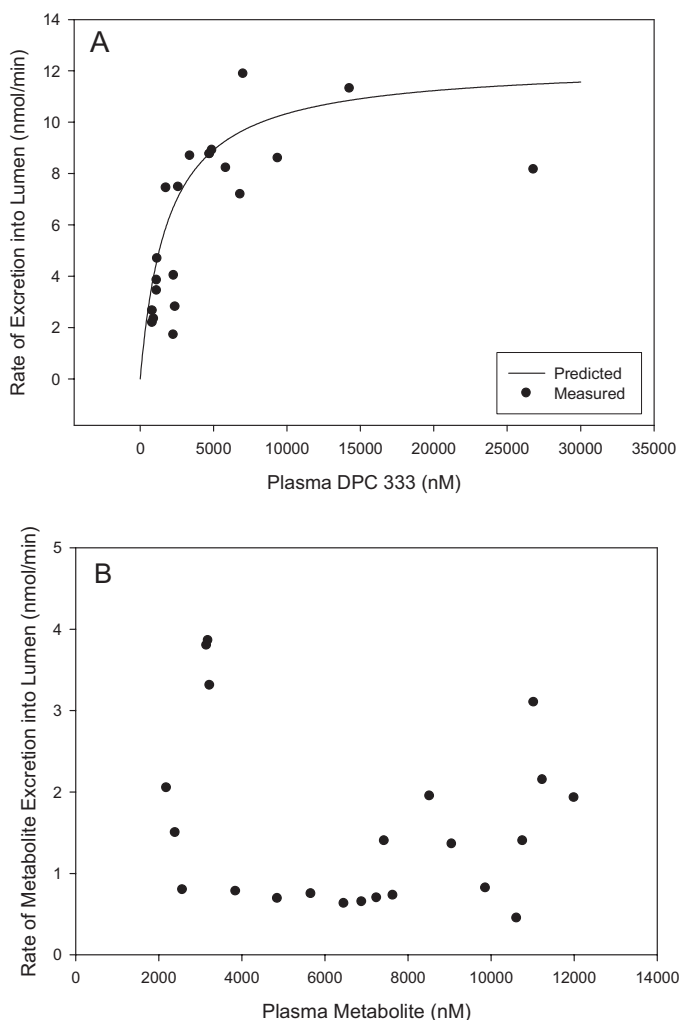 A
Rate of Excretion into Lumen (nmol/min)
14
12
10
8
6
4
2
0
Predicted
Measured
0 5000 10000 15000 20000 25000 30000 35000
Plasma DPC 333 (nM)
B
Rate of Metabolite Excretion into Lumen (nmol/min)
5
4
3
2
1
0
0 2000 4000 6000 8000 10000 12000 14000
Plasma Metabolite (nM)